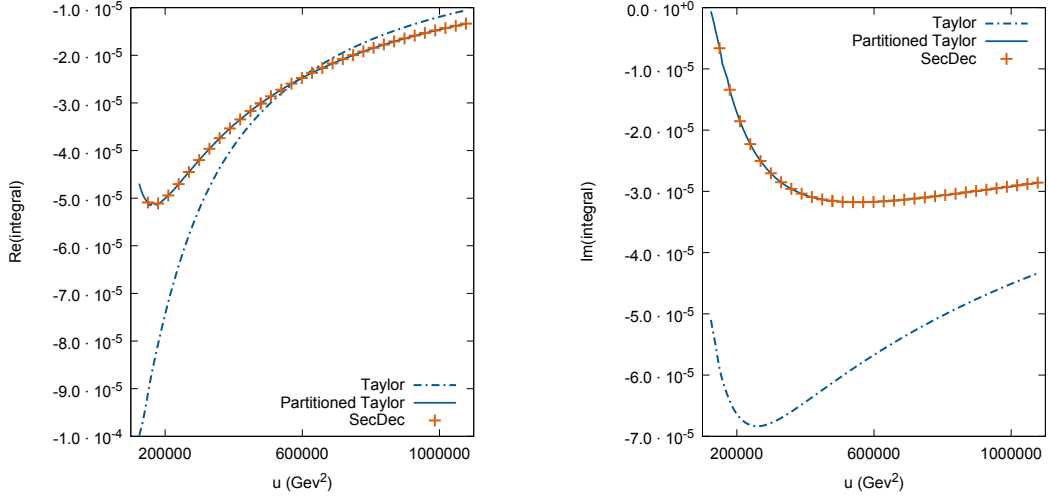 -1.0 · 10⁻⁵
-2.0 · 10⁻⁵
-3.0 · 10⁻⁵
-4.0 · 10⁻⁵
-5.0 · 10⁻⁵
-6.0 · 10⁻⁵
-7.0 · 10⁻⁵
-8.0 · 10⁻⁵
-9.0 · 10⁻⁵
-1.0 · 10⁻⁴
Re(integral)
Taylor
Partitioned Taylor
SecDec
200000 600000 1000000
u (Gev²)
0.0 · 10⁺⁰
-1.0 · 10⁻⁵
-2.0 · 10⁻⁵
-3.0 · 10⁻⁵
-4.0 · 10⁻⁵
-5.0 · 10⁻⁵
-6.0 · 10⁻⁵
-7.0 · 10⁻⁵
Im(integral)
Taylor
Partitioned Taylor
SecDec
200000 600000 1000000
u (Gev²)